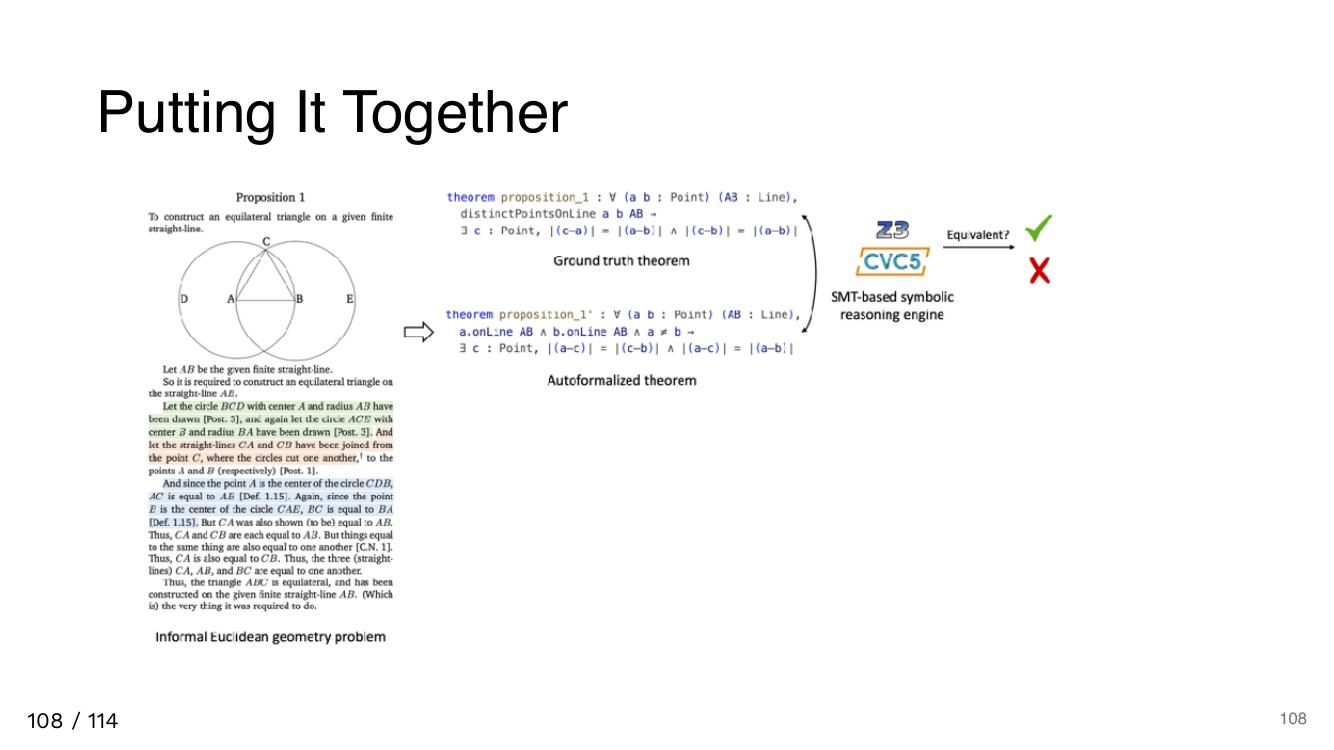 Putting It Together
Proposition 1
To construct an equilateral triangle on a given finite
straight-line.
C
D
A
B
E
Let AB be the given finite straight-line.
So it is required to construct an equilateral triangle on
the straight-line AB.
Let the circle BCD with center A and radius AB have
been drawn [Post. 3], and again let the circle ACE with
center B and radius BA have been drawn [Post. 3]. And
let the straight-lines CA and CB have been joined from
the point C, where the circles cut one another,† to the
points A and B (respectively) [Post. 1].
And since the point A is the center of the circle CDB,
AC is equal to AB [Def. 1.15]. Again, since the point
B is the center of the circle CAE, BC is equal to BA
[Def. 1.15]. But CA was also shown (to be) equal to AB.
Thus, CA and CB are each equal to AB. But things equal
to the same thing are also equal to one another [C.N. 1].
Thus, CA is also equal to CB. Thus, the three (straight-
lines) CA, AB, and BC are equal to one another.
Thus, the triangle ABC is equilateral, and has been
constructed on the given finite straight-line AB. (Which
is) the very thing it was required to do.
Informal Euclidean geometry problem
theorem proposition_1 : ∀ (a b : Point) (AB : Line),
distinctPointsOnLine a b AB →
∃ c : Point, |(c—a)| = |(a—b)| ∧ |(c—b)| = |(a—b)|
Ground truth theorem
theorem proposition_1' : ∀ (a b : Point) (AB : Line),
a.onLine AB ∧ b.onLine AB ∧ a ≠ b →
∃ c : Point, |(a—c)| = |(c—b)| ∧ |(a—c)| = |(a—b)|
Autoformalized theorem
Z3
CVC5
SMT-based symbolic
reasoning engine
Equivalent?
108 / 114
108